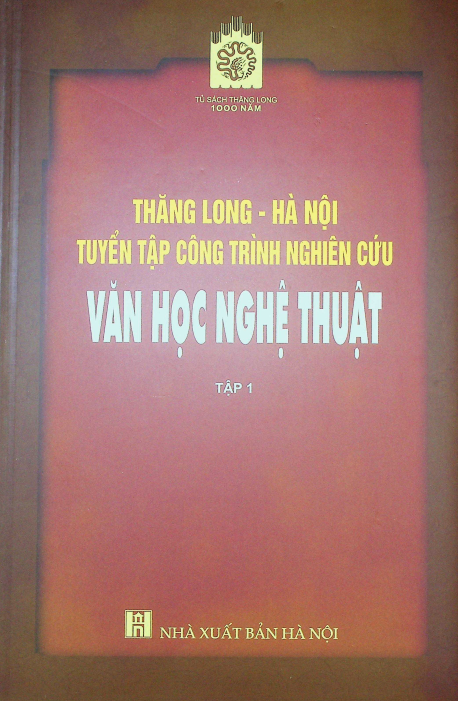 TỦ SÁCH THĂNG LONG
1000 NĂM
THĂNG LONG - HÀ NỘI
TUYỂN TẬP CÔNG TRÌNH NGHIÊN CỨU
VĂN HỌC NGHỆ THUẬT
TẬP 1
NHÀ XUẤT BẢN HÀ NỘI